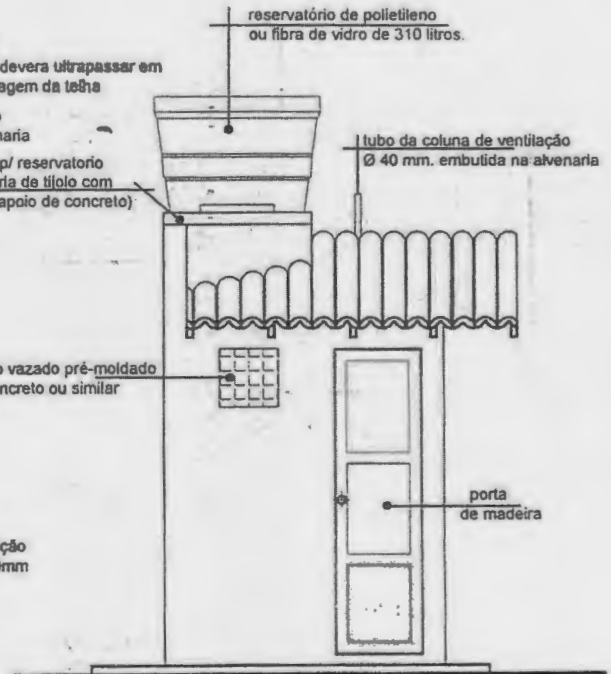 reservatório de polietileno
ou fibra de vidro de 310 litros.
devera ultrapassar em
agem da telha
naria
p/ reservatorio
ria de tijolo com
apoio de concreto)
tubo da coluna de ventilação
Ø 40 mm. embutida na alvenaria
o vazado pré-moldado
ncreto ou similar
porta
de madeira
ção
mm